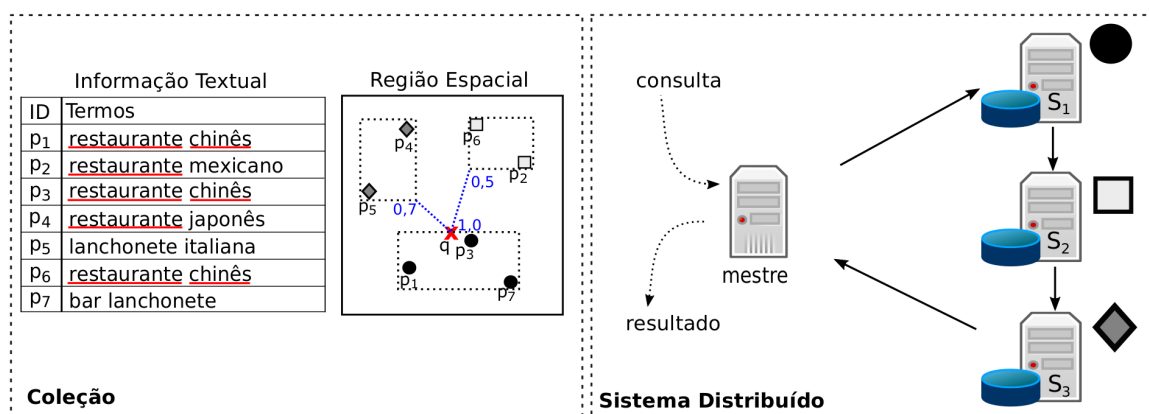 Informação Textual
ID Termos
p1 restaurante chinês
p2 restaurante mexicano
p3 restaurante chinês
p4 restaurante japonês
p5 lanchonete italiana
p6 restaurante chinês
p7 bar lanchonete
Região Espacial
p4
p6
p2
p5
0,5
0,7
1,0
q
p3
p1
p7
Coleção
consulta
mestre
resultado
S1
S2
S3
Sistema Distribuído